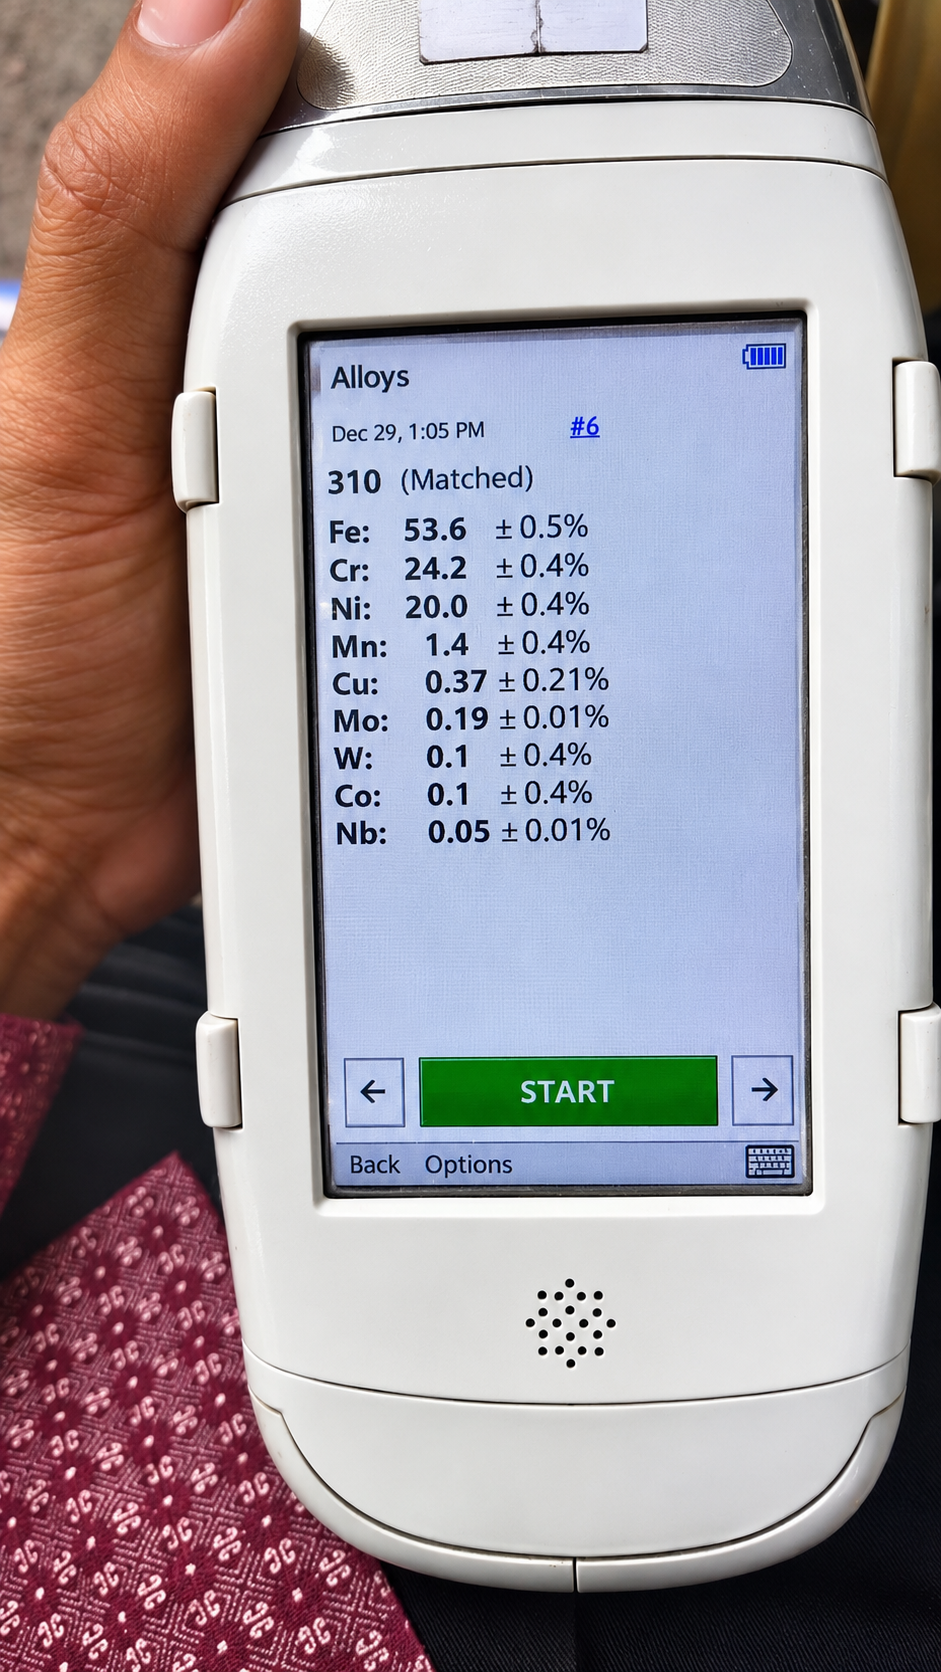 Alloys
Dec 29, 1:05 PM #6
310 (Matched)
Fe: 53.6 ± 0.5%
Cr: 24.2 ± 0.4%
Ni: 20.0 ± 0.4%
Mn: 1.4 ± 0.4%
Cu: 0.37 ± 0.21%
Mo: 0.19 ± 0.01%
W: 0.1 ± 0.4%
Co: 0.1 ± 0.4%
Nb: 0.05 ± 0.01%
← START →
Back Options